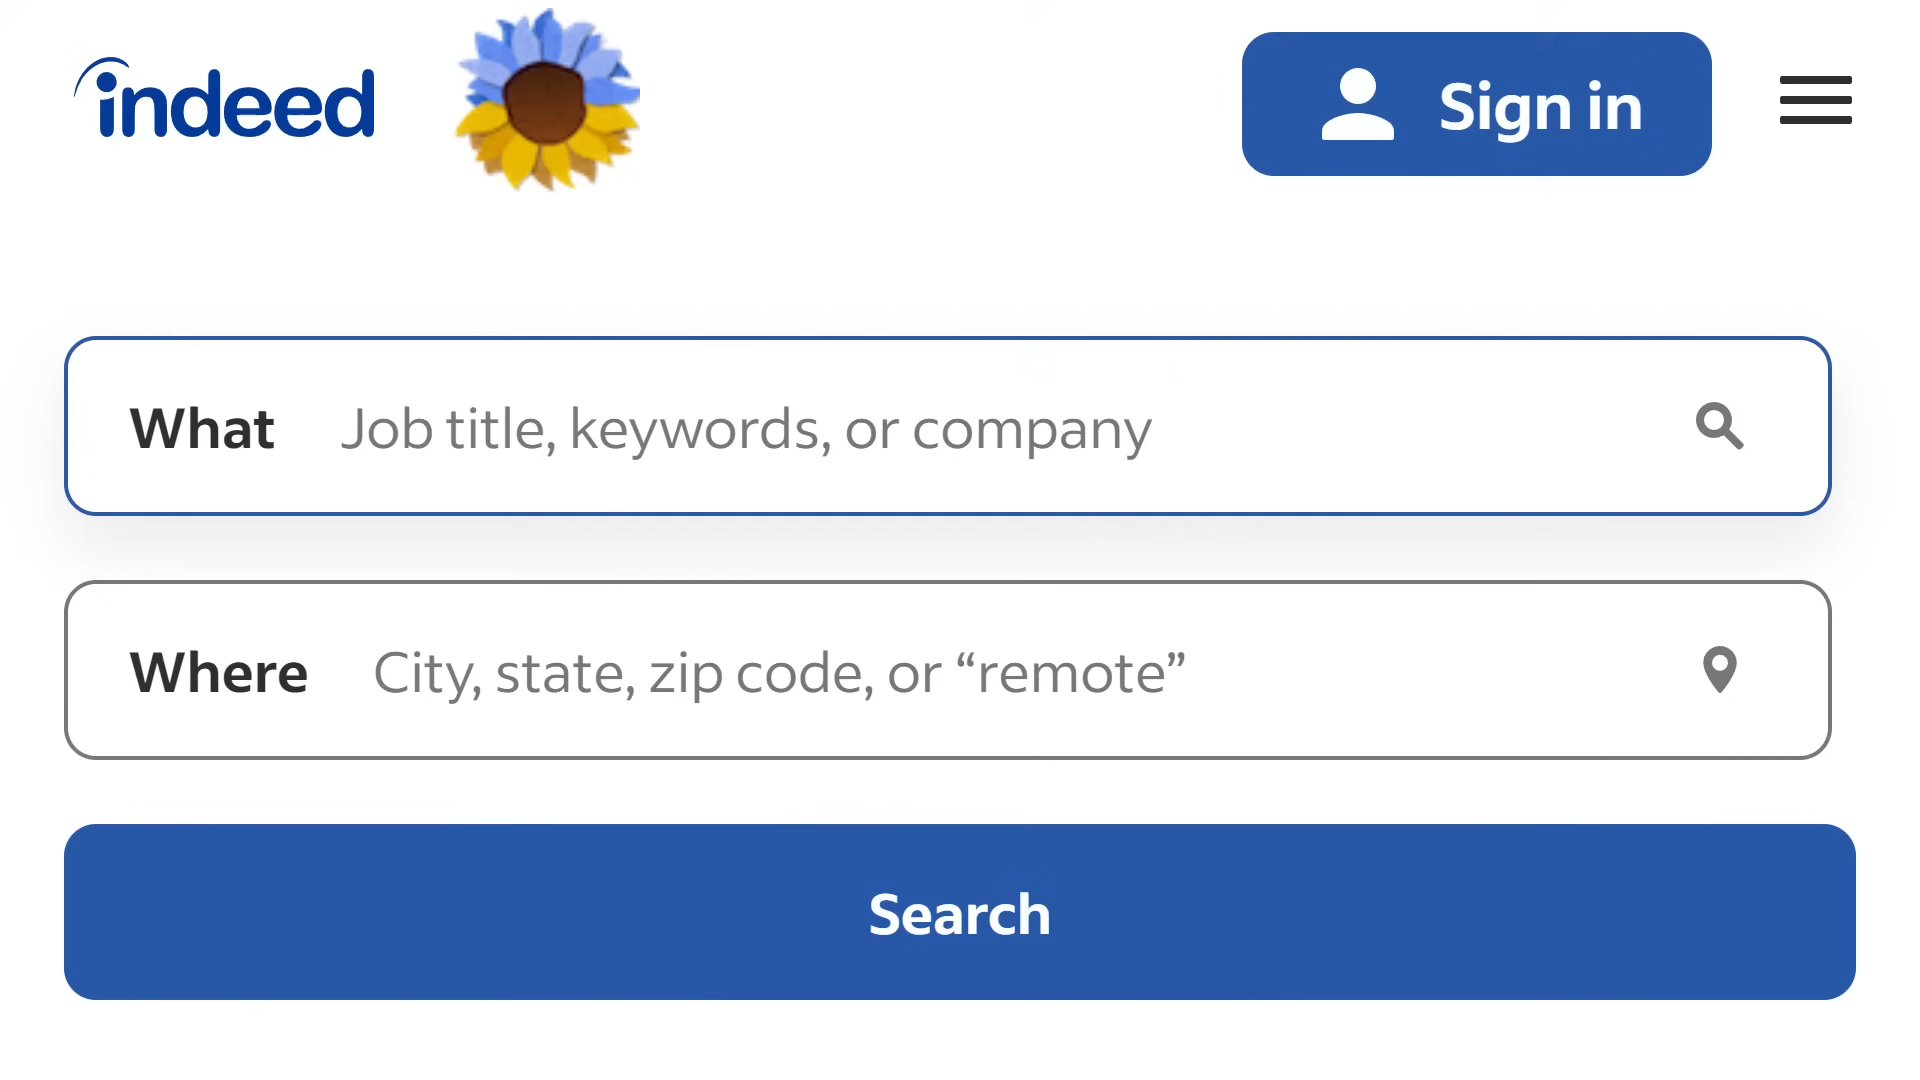 indeed
Sign in
What Job title, keywords, or company
Where City, state, zip code, or “remote”
Search